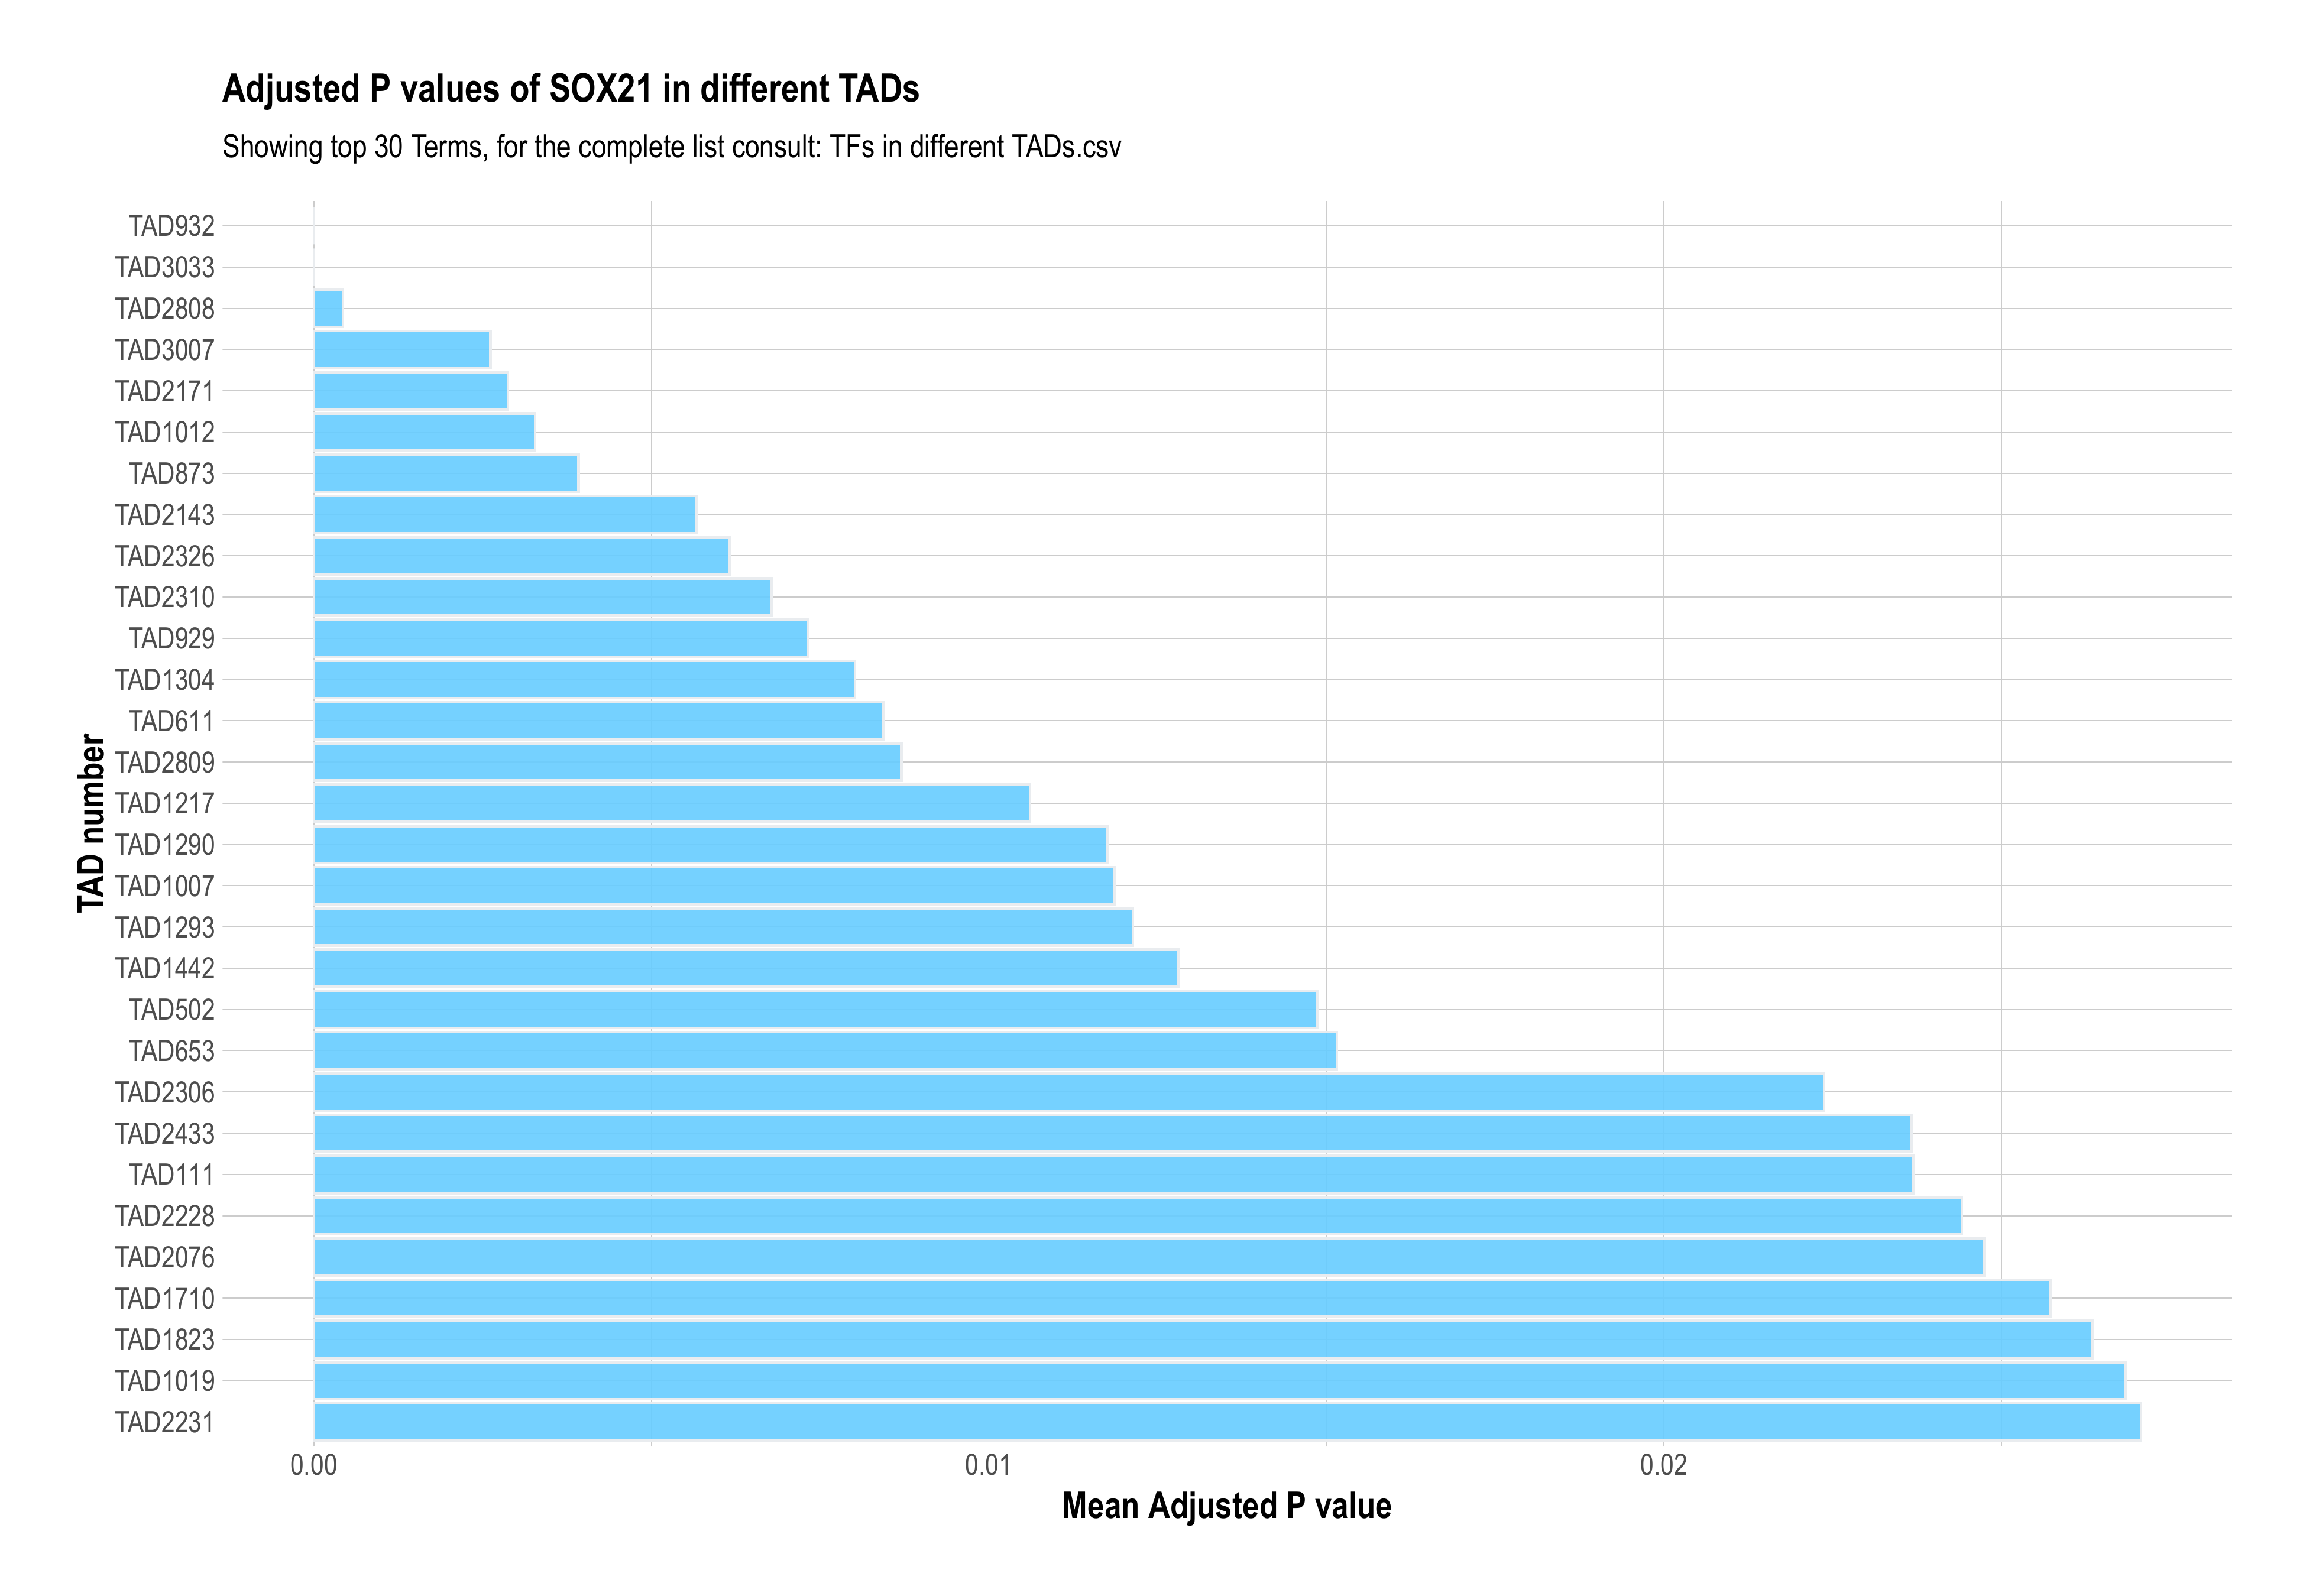 Adjusted P values of SOX21 in different TADs
Showing top 30 Terms, for the complete list consult: TFs in different TADs.csv
TAD number
TAD932
TAD3033
TAD2808
TAD3007
TAD2171
TAD1012
TAD873
TAD2143
TAD2326
TAD2310
TAD929
TAD1304
TAD611
TAD2809
TAD1217
TAD1290
TAD1007
TAD1293
TAD1442
TAD502
TAD653
TAD2306
TAD2433
TAD111
TAD2228
TAD2076
TAD1710
TAD1823
TAD1019
TAD2231
0.00 0.01 0.02
Mean Adjusted P value